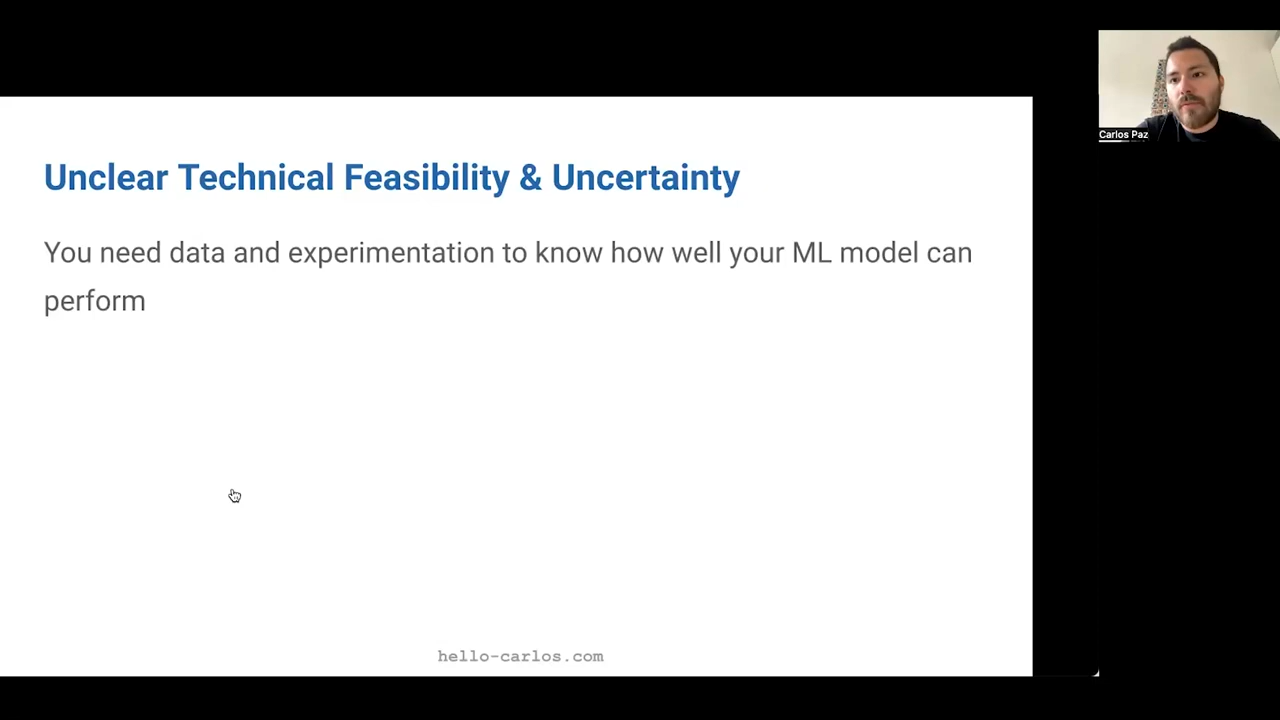 Unclear Technical Feasibility & Uncertainty
You need data and experimentation to know how well your ML model can
perform
hello-carlos.com
Carlos Paz